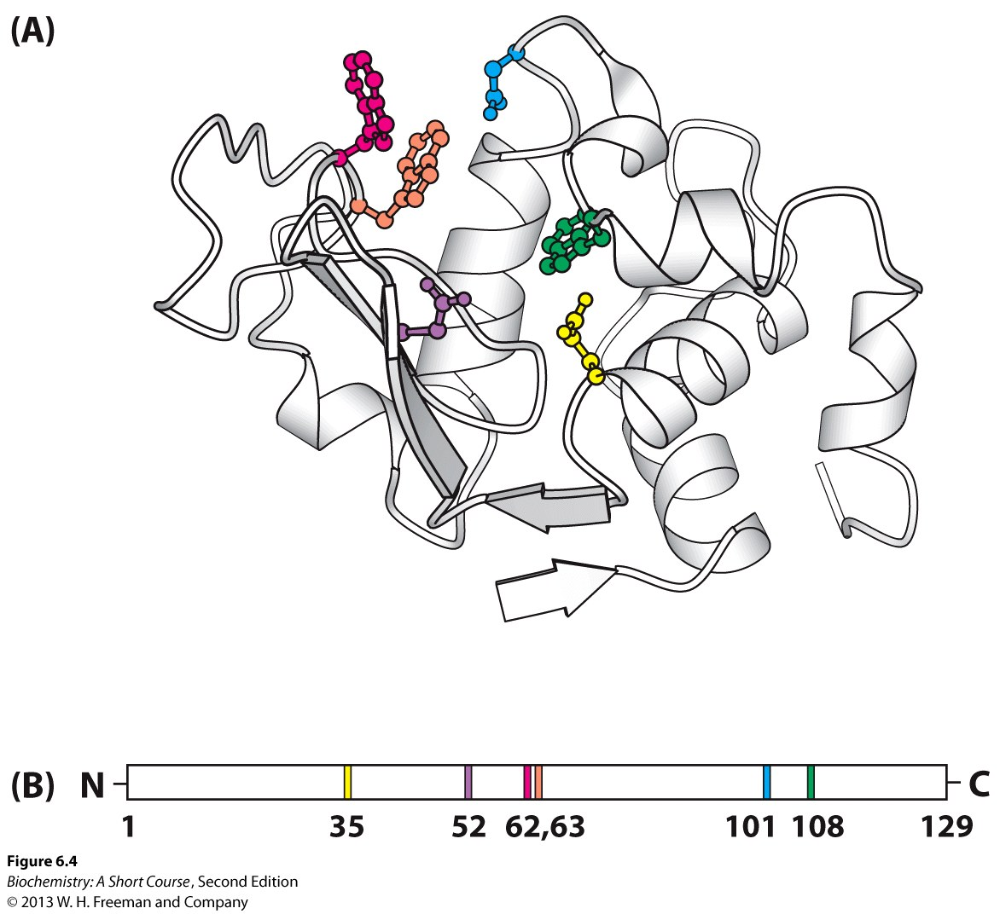 (A)
(B) N C
1 35 52 62,63 101 108 129
Figure 6.4
Biochemistry: A Short Course, Second Edition
© 2013 W. H. Freeman and Company